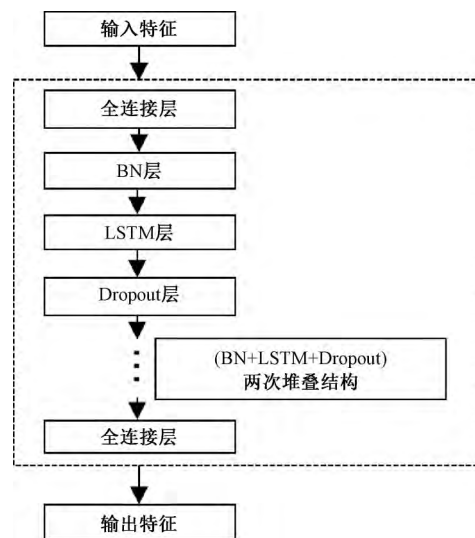 输入特征
全连接层
BN层
LSTM层
Dropout层
(BN+LSTM+Dropout)
两次堆叠结构
全连接层
输出特征